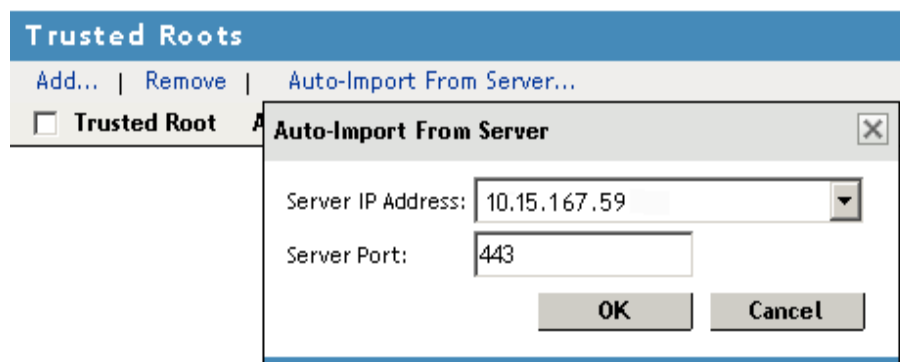 Trusted Roots
Add... | Remove | Auto-Import From Server...
Trusted Root A
Auto-Import From Server
Server IP Address: 10.15.167.59
Server Port: 443
OK Cancel